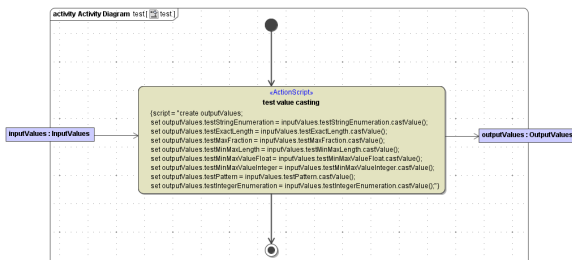 activity Activity Diagram test [ test ]
«ActionScript»
test value casting
{script = "create outputValues;
set outputValues.testStringEnumeration = inputValues.testStringEnumeration.castValue();
set outputValues.testExactLength = inputValues.testExactLength.castValue();
set outputValues.testMaxFraction = inputValues.testMaxFraction.castValue();
set outputValues.testMinMaxLength = inputValues.testMinMaxLength.castValue();
set outputValues.testMinMaxValueFloat = inputValues.testMinMaxValueFloat.castValue();
set outputValues.testMinMaxValueInteger = inputValues.testMinMaxValueInteger.castValue();
set outputValues.testPattern = inputValues.testPattern.castValue();
set outputValues.testIntegerEnumeration = inputValues.testIntegerEnumeration.castValue();"}
inputValues : InputValues
outputValues : OutputValues